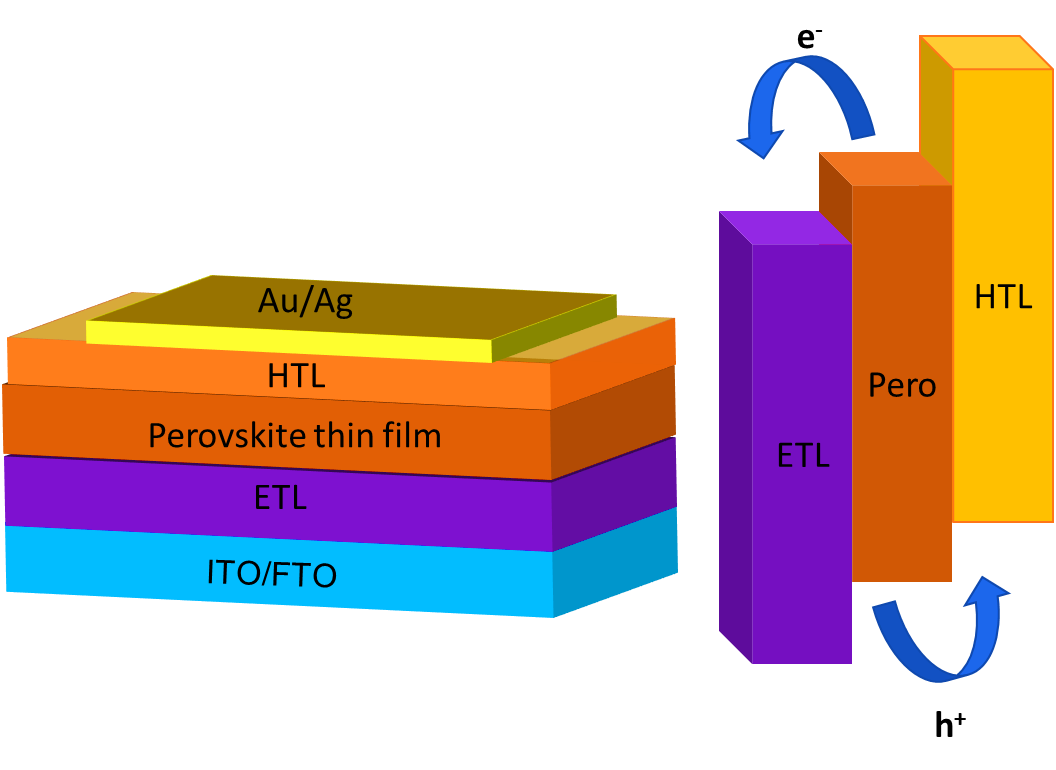 Au/Ag
HTL
Perovskite thin film
ETL
ITO/FTO
e-
HTL
Pero
ETL
h+